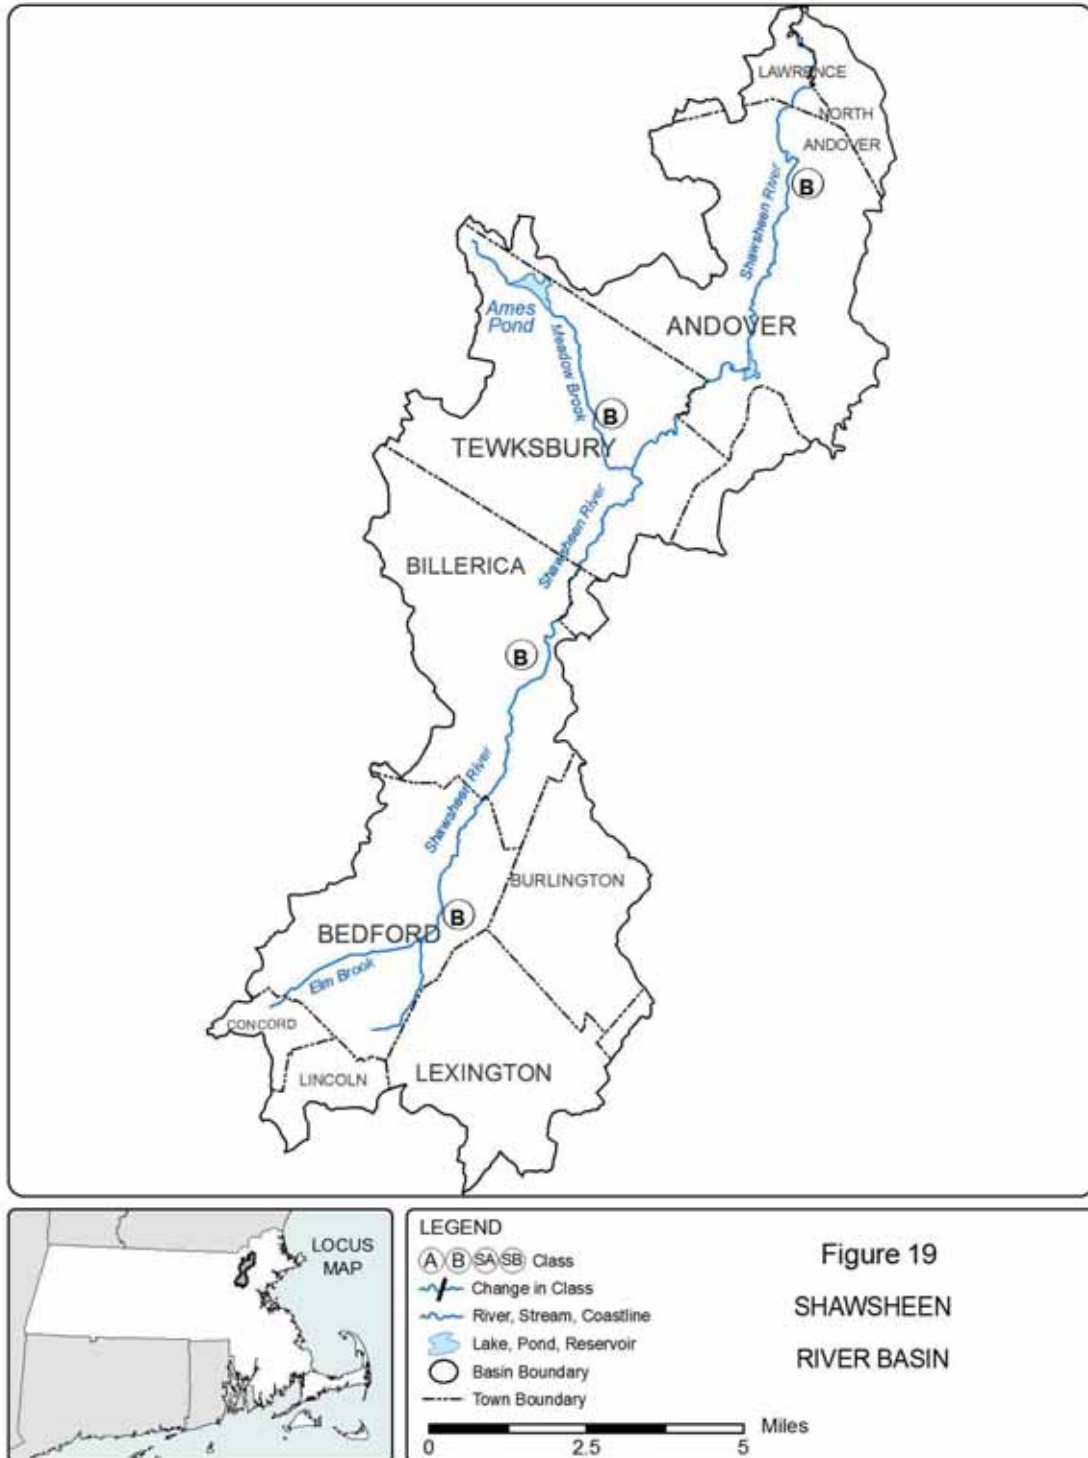 LAWRENCE
NORTH
ANDOVER
B
Shawsheen River
ANDOVER
Ames
Pond
Meadow Brook
B
TEWKSBURY
Shawsheen River
BILLERICA
B
Shawsheen River
BURLINGTON
B
BEDFORD
Elm Brook
CONCORD
LINCOLN
LEXINGTON
LOCUS
MAP
LEGEND
A B SA SB Class
Change in Class
River, Stream, Coastline
Lake, Pond, Reservoir
Basin Boundary
Town Boundary
Miles
0 2.5 5
Figure 19
SHAWSHEEN
RIVER BASIN